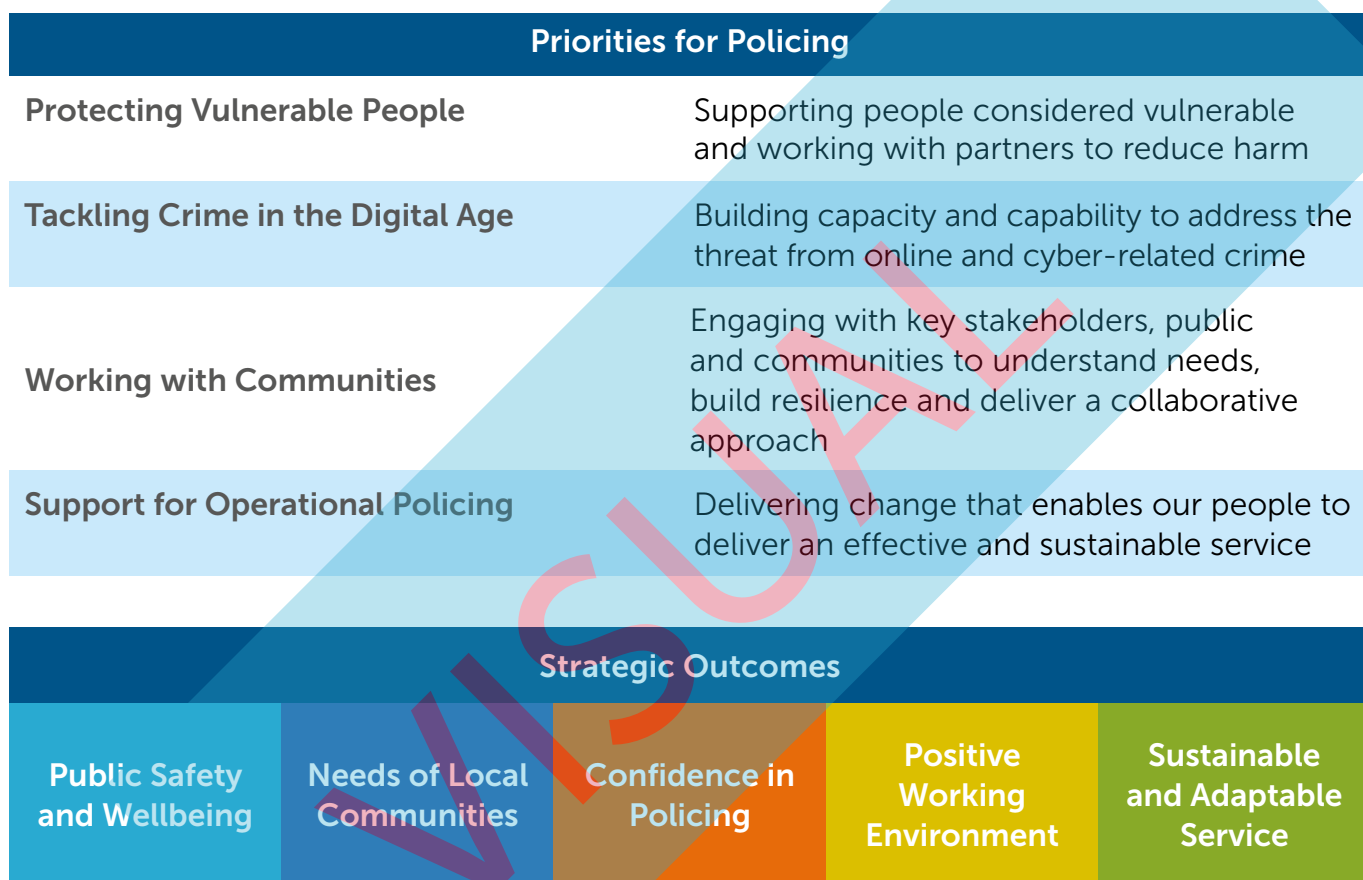 Priorities for Policing
Protecting Vulnerable People
Supporting people considered vulnerable
and working with partners to reduce harm
Tackling Crime in the Digital Age
Building capacity and capability to address the
threat from online and cyber-related crime
Working with Communities
Engaging with key stakeholders, public
and communities to understand needs,
build resilience and deliver a collaborative
approach
Support for Operational Policing
Delivering change that enables our people to
deliver an effective and sustainable service
Strategic Outcomes
Public Safety
and Wellbeing
Needs of Local
Communities
Confidence in
Policing
Positive
Working
Environment
Sustainable
and Adaptable
Service
VISUAL